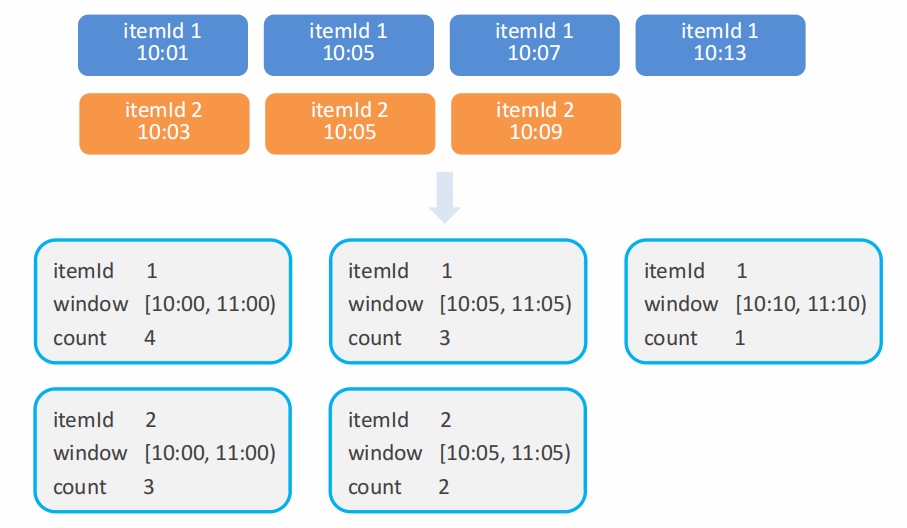 itemId 1
10:01
itemId 1
10:05
itemId 1
10:07
itemId 1
10:13
itemId 2
10:03
itemId 2
10:05
itemId 2
10:09
itemId 1
window [10:00, 11:00)
count 4
itemId 1
window [10:05, 11:05)
count 3
itemId 1
window [10:10, 11:10)
count 1
itemId 2
window [10:00, 11:00)
count 3
itemId 2
window [10:05, 11:05)
count 2